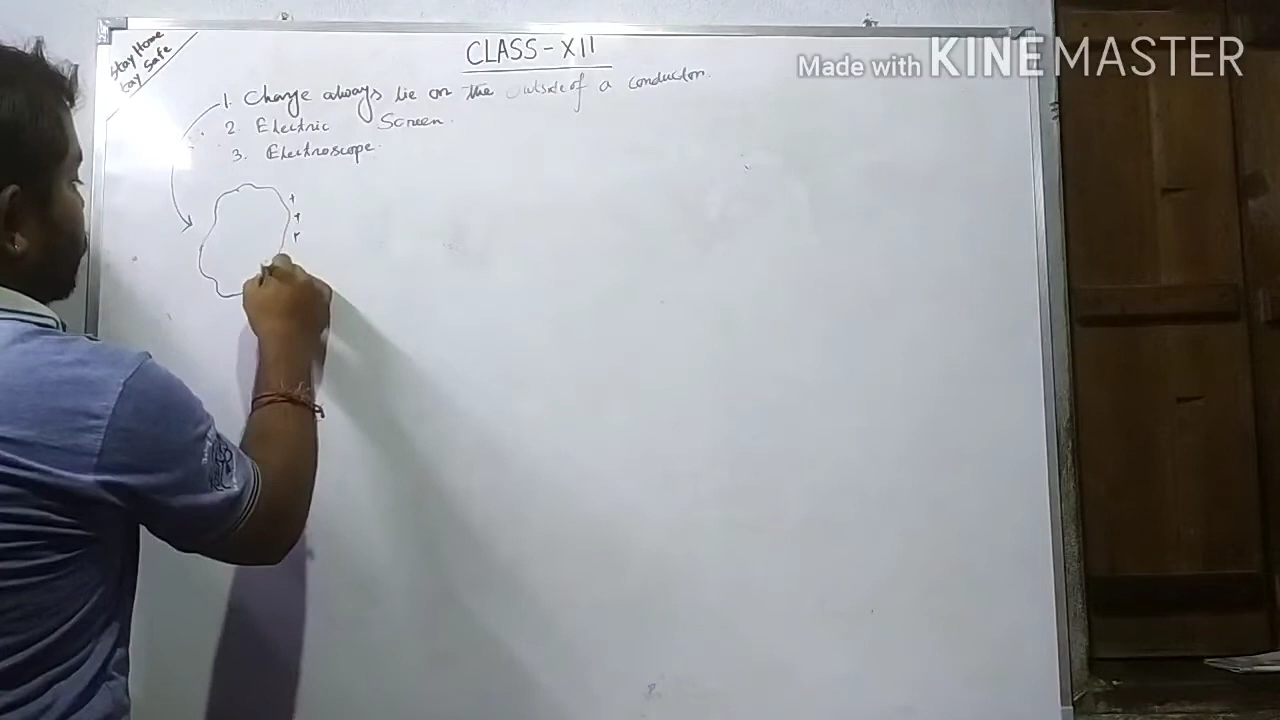 Stay Home
tay Safe
CLASS - XII
Made with KINEMASTER
1. Charge always lie on the Outside of a conductor.
2. Electric Screen.
3. Electroscope.
+
+
+